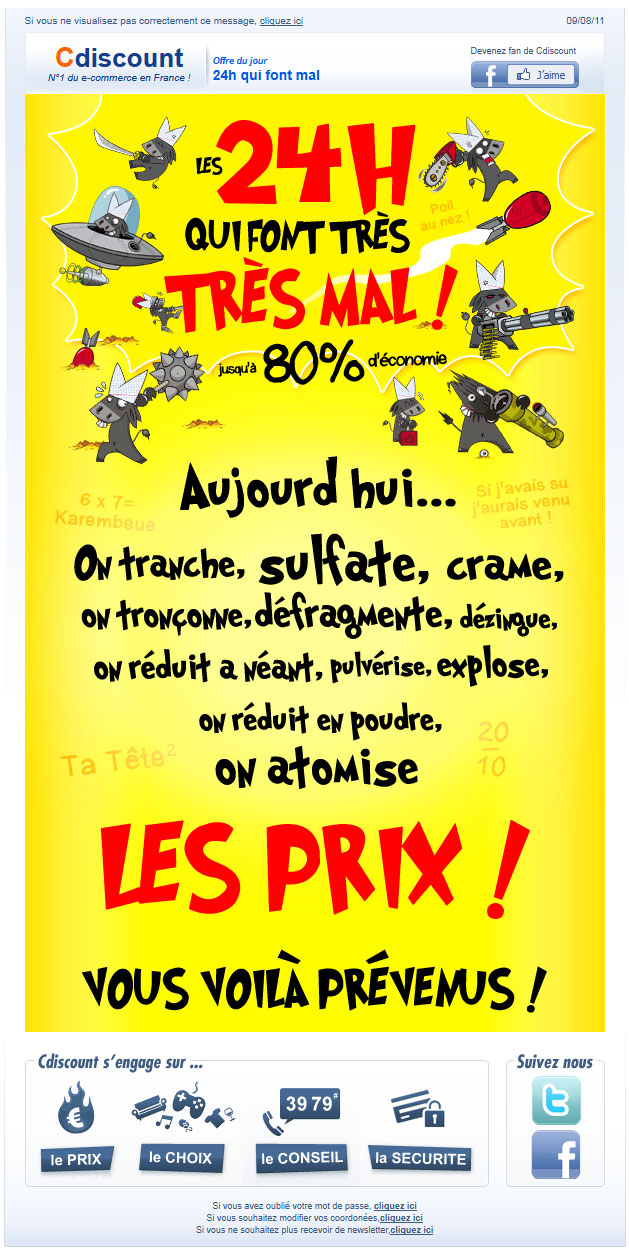 Si vous ne visualisez pas correctement ce message, cliquez ici
09/08/11
Cdiscount
N°1 du e-commerce en France !
Offre du jour
24h qui font mal
Devenez fan de Cdiscount
f J'aime
LES 24H
QUI FONT TRÈS
TRÈS MAL !
jusqu'à 80% d'économie
Poil
au nez !
Aujourd hui...
6 x 7=
Karembeue
Si j'avais su
j'aurais venu
avant !
On tranche, sulfate, crame,
on tronçonne, défragmente, dézingue,
on réduit a néant, pulvérise, explose,
on réduit en poudre,
on atomise
Ta Tête²
20
10
LES PRIX !
VOUS VOILÀ PRÉVENUS !
Cdiscount s'engage sur ...
€
le PRIX
le CHOIX
39 79#
le CONSEIL
la SECURITE
Suivez nous
t
f
Si vous avez oublié votre mot de passe, cliquez ici
Si vous souhaitez modifier vos coordonées,cliquez ici
Si vous ne souhaitez plus recevoir de newsletter,cliquez ici